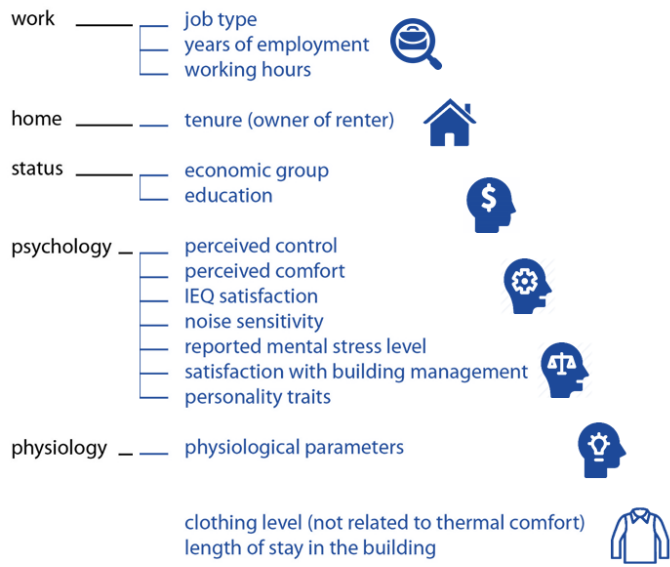 work job type
years of employment
working hours
home tenure (owner of renter)
status economic group
education
psychology perceived control
perceived comfort
IEQ satisfaction
noise sensitivity
reported mental stress level
satisfaction with building management
personality traits
physiology physiological parameters
clothing level (not related to thermal comfort)
length of stay in the building
$